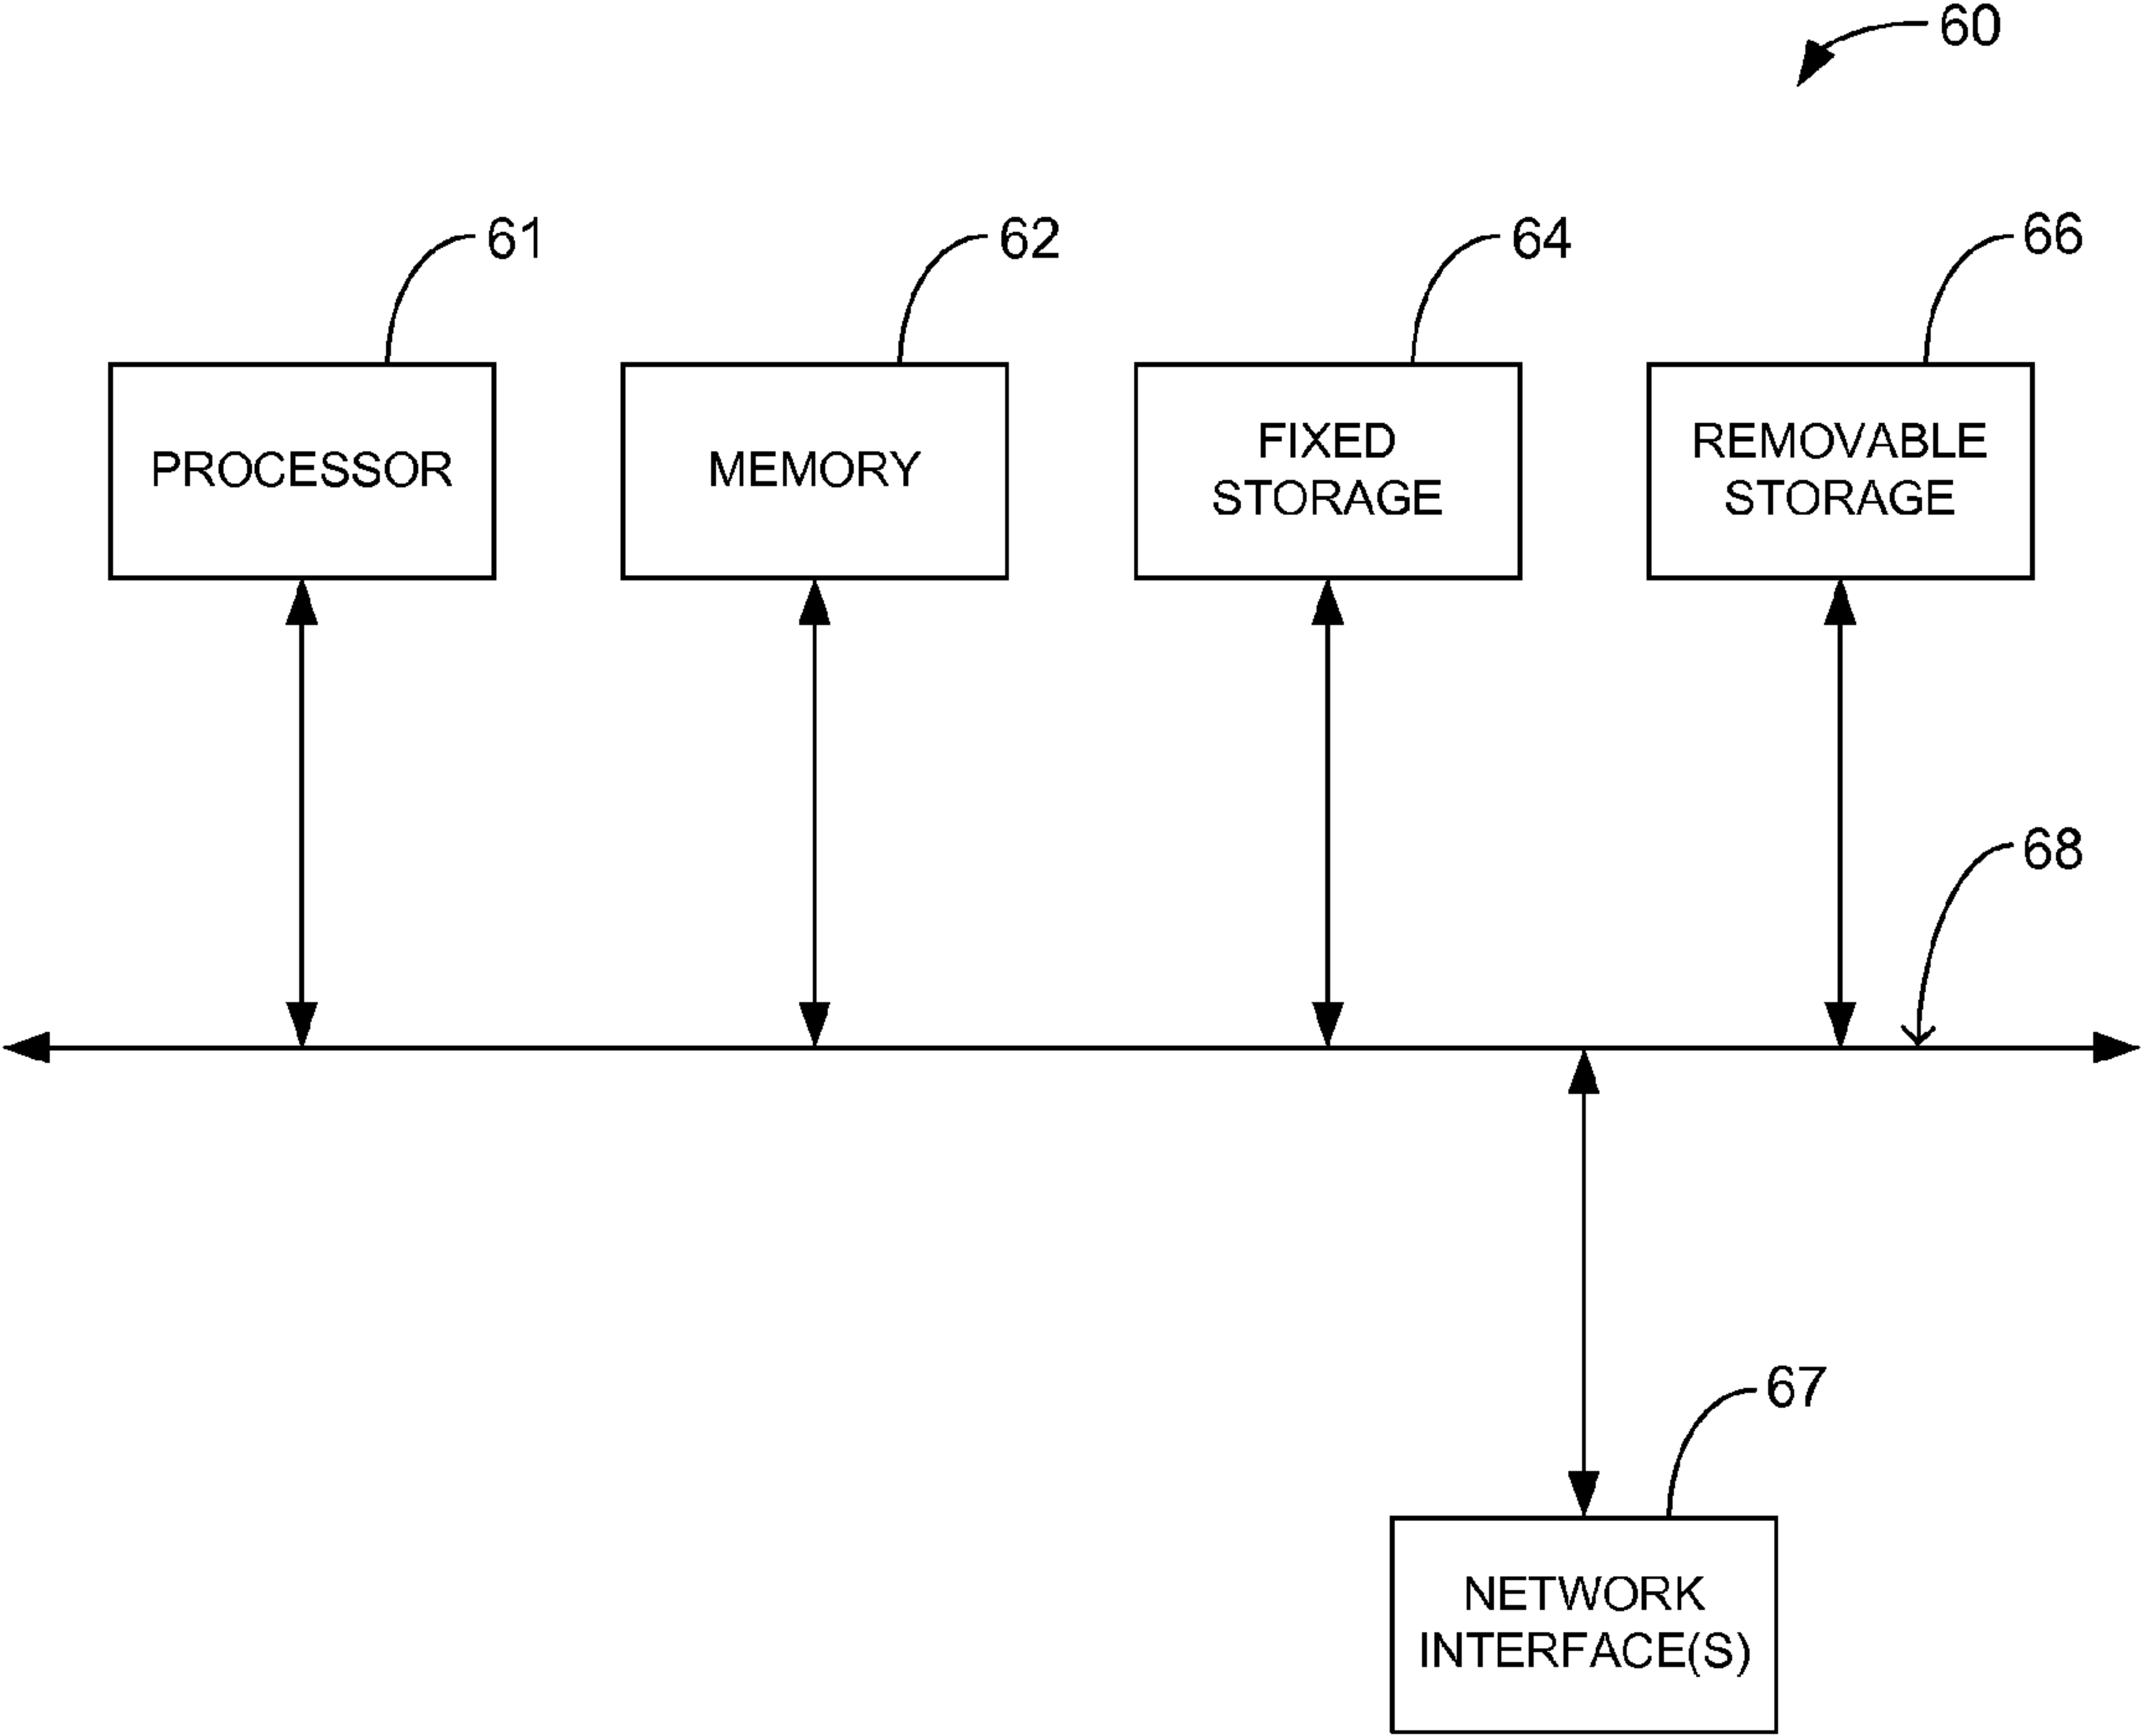 60
61
62
64
66
PROCESSOR
MEMORY
FIXED
STORAGE
REMOVABLE
STORAGE
68
67
NETWORK
INTERFACE(S)